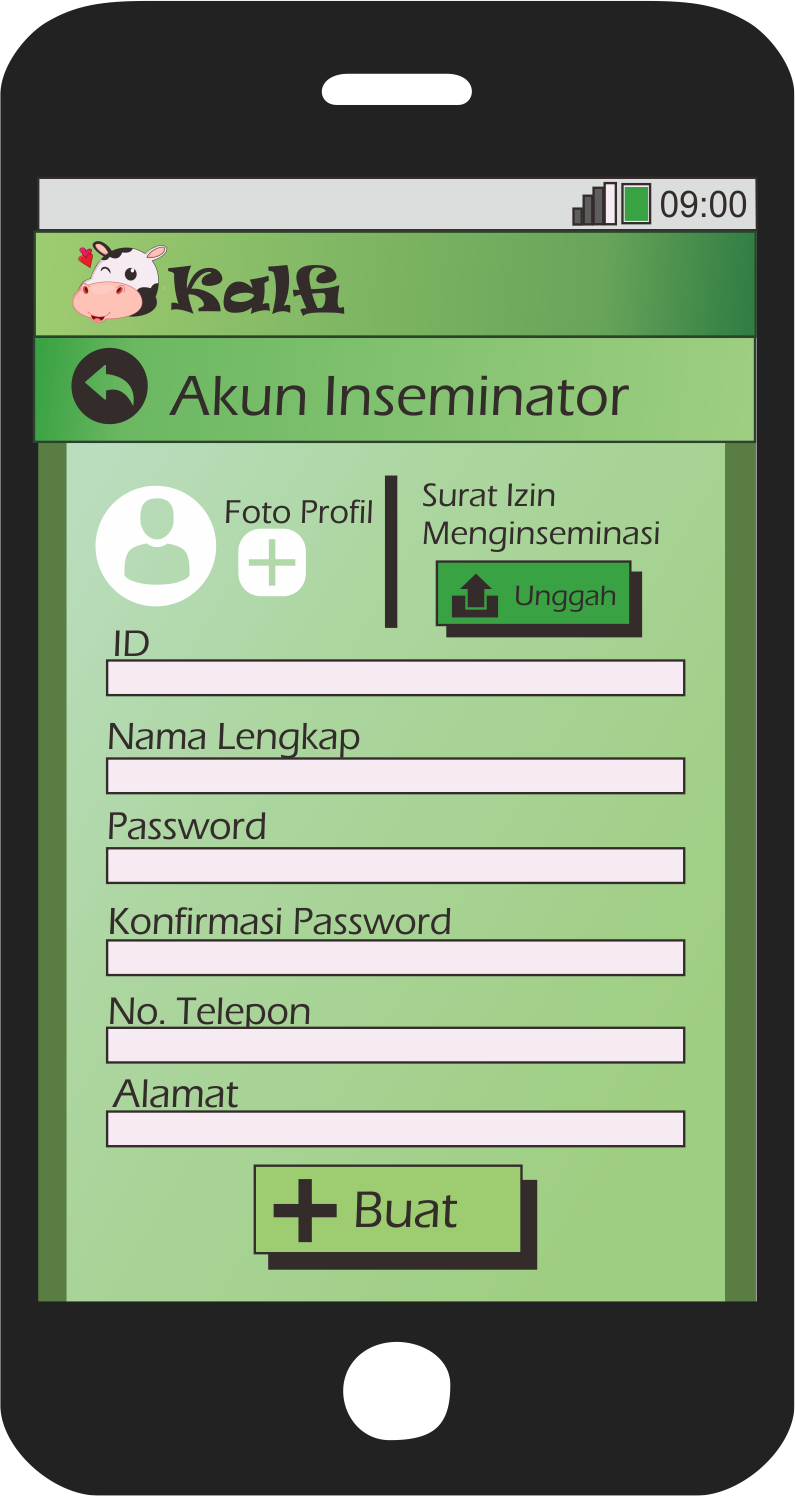 09:00
Kalfi
Akun Inseminator
Foto Profil
Surat Izin
Menginseminasi
Unggah
ID
Nama Lengkap
Password
Konfirmasi Password
No. Telepon
Alamat
Buat